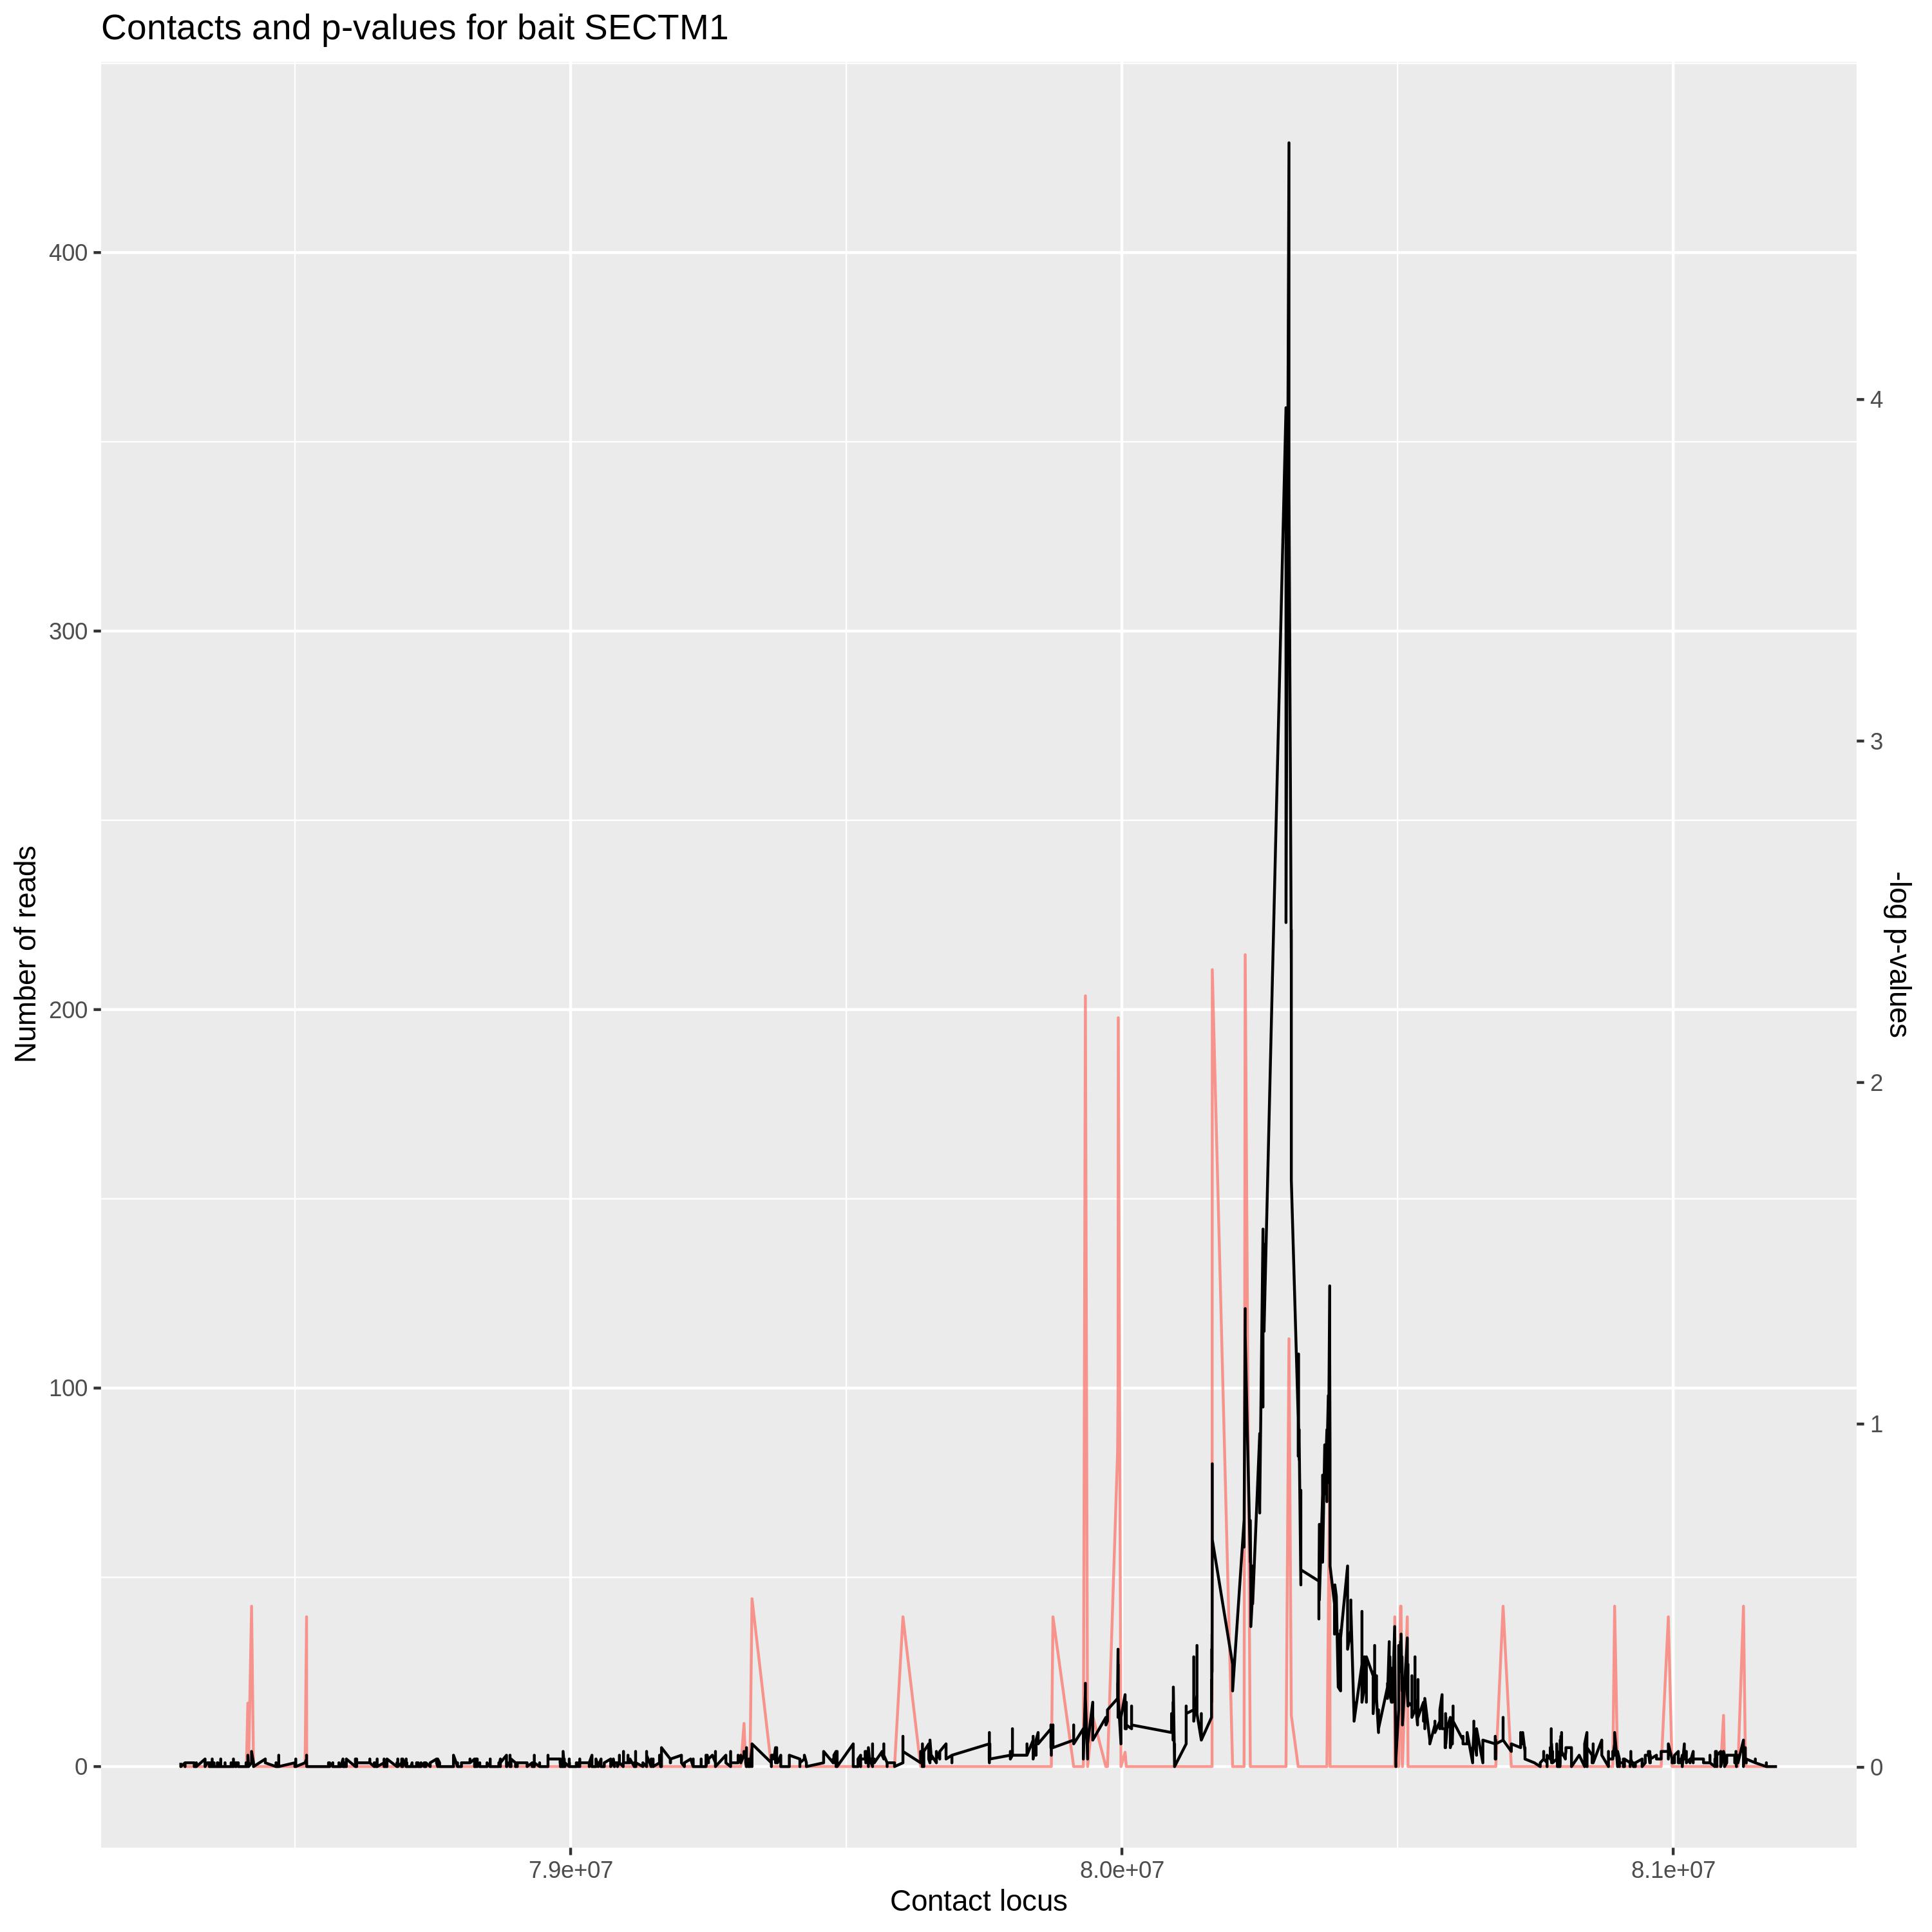 Contacts and p-values for bait SECTM1
400
300
200
100
0
Number of reads
4
3
2
1
0
-log p-values
7.9e+07
8.0e+07
8.1e+07
Contact locus